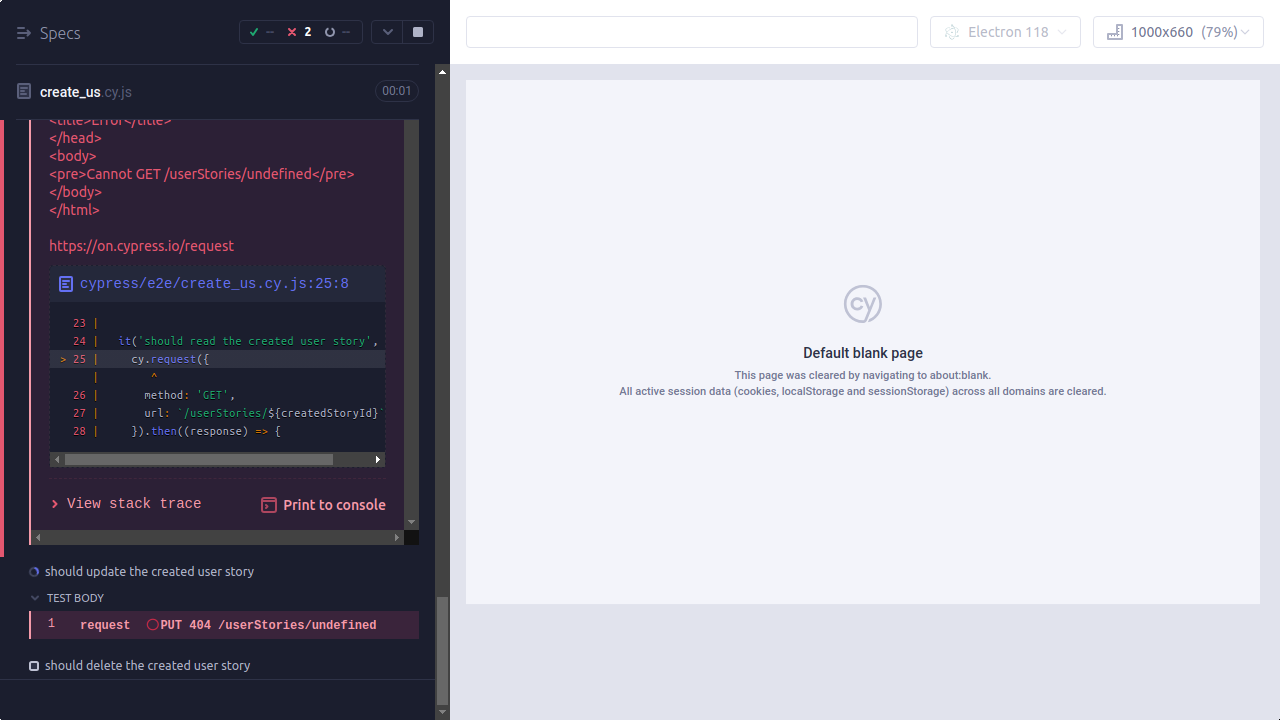 Specs
--
2
--
Electron 118
1000x660 (79%)
create_us.cy.js
00:01
<title>Error</title>
</head>
<body>
<pre>Cannot GET /userStories/undefined</pre>
</body>
</html>
https://on.cypress.io/request
cypress/e2e/create_us.cy.js:25:8
23 |
24 |   it('should read the created user story',
> 25 |     cy.request({
|        ^
26 |       method: 'GET',
27 |       url: `/userStories/${createdStoryId}`
28 |     }).then((response) => {
View stack trace
Print to console
should update the created user story
TEST BODY
1 request PUT 404 /userStories/undefined
should delete the created user story
cy
Default blank page
This page was cleared by navigating to about:blank.
All active session data (cookies, localStorage and sessionStorage) across all domains are cleared.